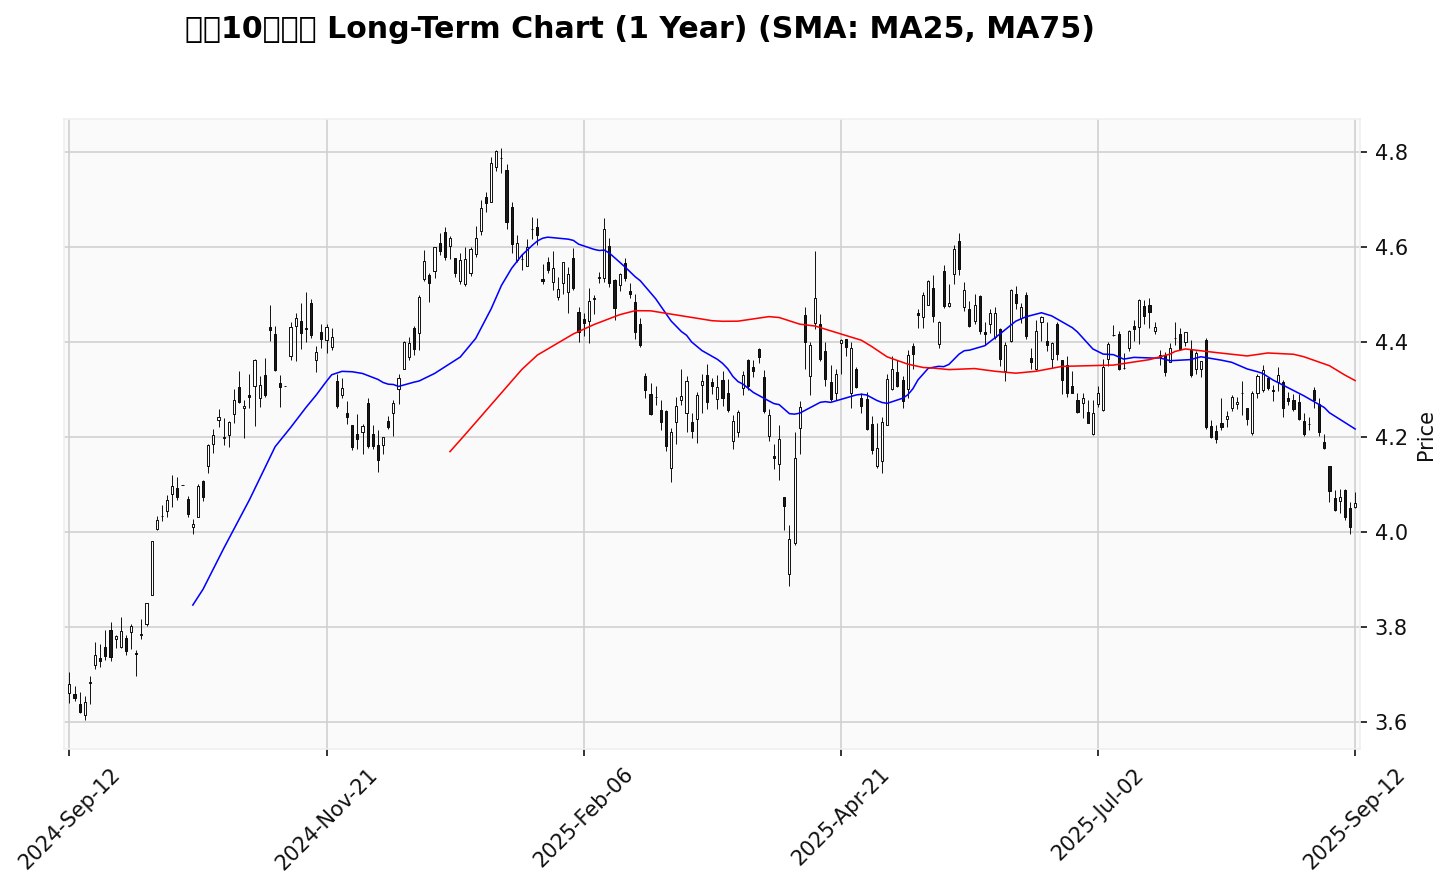 10 Long-Term Chart (1 Year) (SMA: MA25, MA75)
4.8
4.6
4.4
4.2
4.0
3.8
3.6
Price
2024-Sep-12
2024-Nov-21
2025-Feb-06
2025-Apr-21
2025-Jul-02
2025-Sep-12